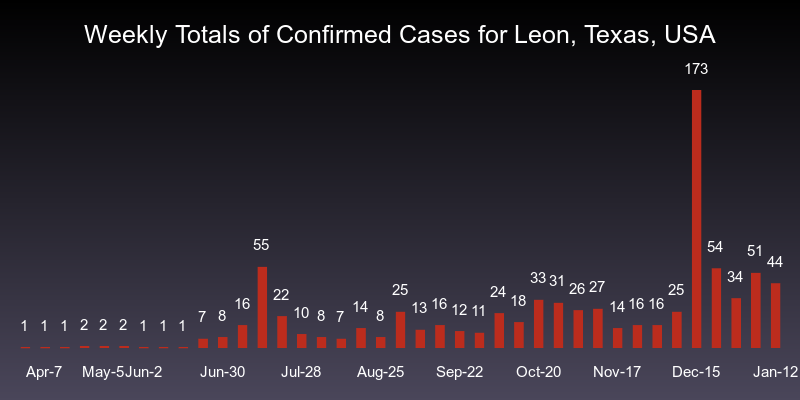 Weekly Totals of Confirmed Cases for Leon, Texas, USA
1 1 1 2 2 2 1 1 1 7 8 16 55 22 10 8 7 14 8 25 13 16 12 11 24 18 33 31 26 27 14 16 16 25 173 54 34 51 44
Apr-7 May-5 Jun-2 Jun-30 Jul-28 Aug-25 Sep-22 Oct-20 Nov-17 Dec-15 Jan-12